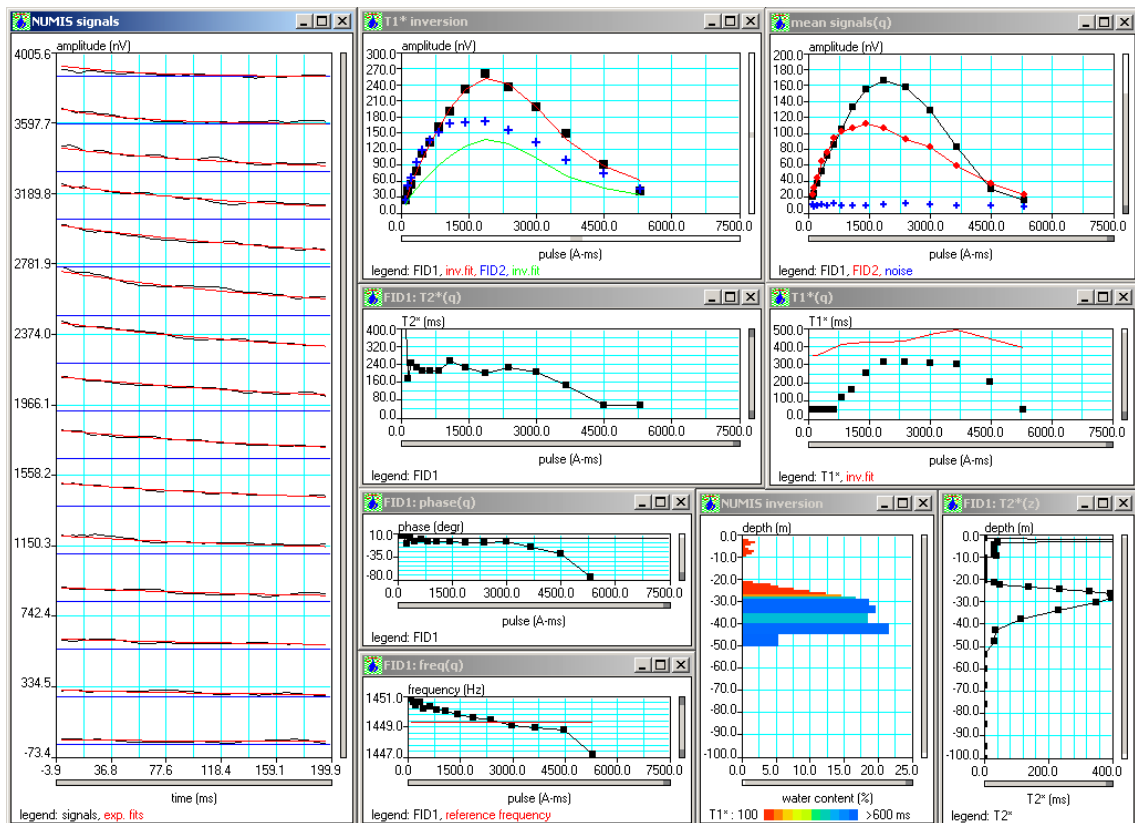 NUMIS signals
amplitude (nV)
4005.6
3597.7
3189.8
2781.9
2374.0
1966.1
1558.2
1150.3
742.4
334.5
-73.4
-3.9 36.8 77.6 118.4 159.1 199.9
time (ms)
legend: signals, exp. fits
T1* inversion
amplitude (nV)
300.0
270.0
240.0
210.0
180.0
150.0
120.0
90.0
60.0
30.0
0.0
0.0 1500.0 3000.0 4500.0 6000.0 7500.0
pulse (A-ms)
legend: FID1, inv.fit, FID2, inv.fit
mean signals(q)
amplitude (nV)
200.0
180.0
160.0
140.0
120.0
100.0
80.0
60.0
40.0
20.0
0.0
0.0 1500.0 3000.0 4500.0 6000.0 7500.0
pulse (A-ms)
legend: FID1, FID2, noise
FID1: T2*(q)
T2* (ms)
400.0
320.0
240.0
160.0
80.0
0.0
0.0 1500.0 3000.0 4500.0 6000.0 7500.0
pulse (A-ms)
legend: FID1
T1*(q)
T1* (ms)
500.0
400.0
300.0
200.0
100.0
0.0
0.0 1500.0 3000.0 4500.0 6000.0 7500.0
pulse (A-ms)
legend: T1*, inv.fit
FID1: phase(q)
phase (degr)
10.0
-35.0
-80.0
0.0 1500.0 3000.0 4500.0 6000.0 7500.0
pulse (A-ms)
legend: FID1
FID1: freq(q)
frequency (Hz)
1451.0
1449.0
1447.0
0.0 1500.0 3000.0 4500.0 6000.0 7500.0
pulse (A-ms)
legend: FID1, reference frequency
NUMIS inversion
depth (m)
0.0
-10.0
-20.0
-30.0
-40.0
-50.0
-60.0
-70.0
-80.0
-90.0
-100.0
0.0 5.0 10.0 15.0 20.0 25.0
water content (%)
T1* : 100 >600 ms
FID1: T2*(z)
depth (m)
0.0
-10.0
-20.0
-30.0
-40.0
-50.0
-60.0
-70.0
-80.0
-90.0
-100.0
0.0 200.0 400.0
T2* (ms)
legend: T2*